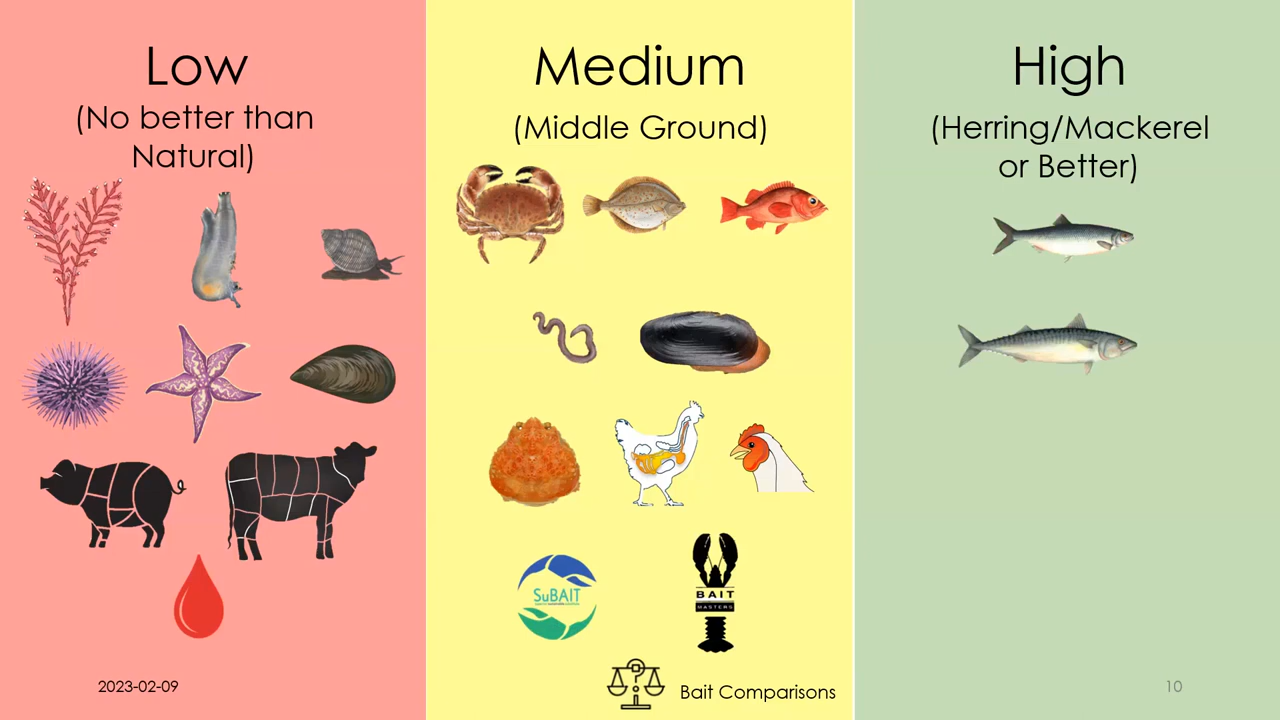 Low
(No better than
Natural)
Medium
(Middle Ground)
High
(Herring/Mackerel
or Better)
SuBAIT
BAIT
MASTERS
2023-02-09
Bait Comparisons
10